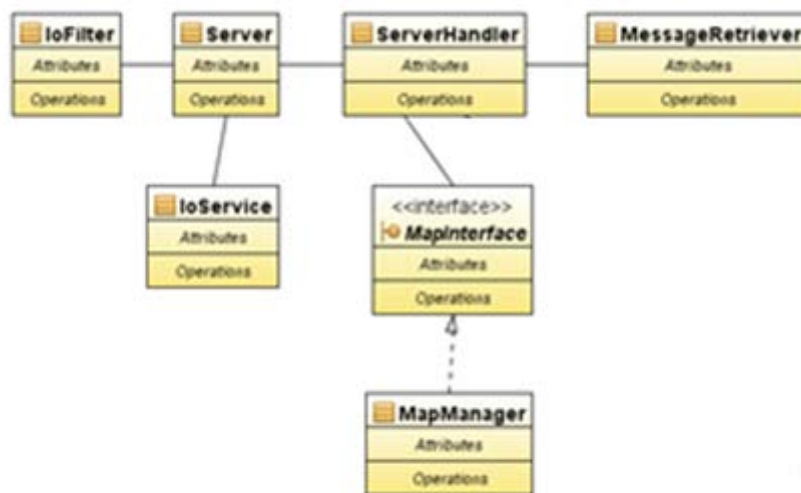 IoFilter
Attributes
Operations
Server
Attributes
Operations
ServerHandler
Attributes
Operations
MessageRetriever
Attributes
Operations
IoService
Attributes
Operations
<<interface>>
MapInterface
Attributes
Operations
MapManager
Attributes
Operations